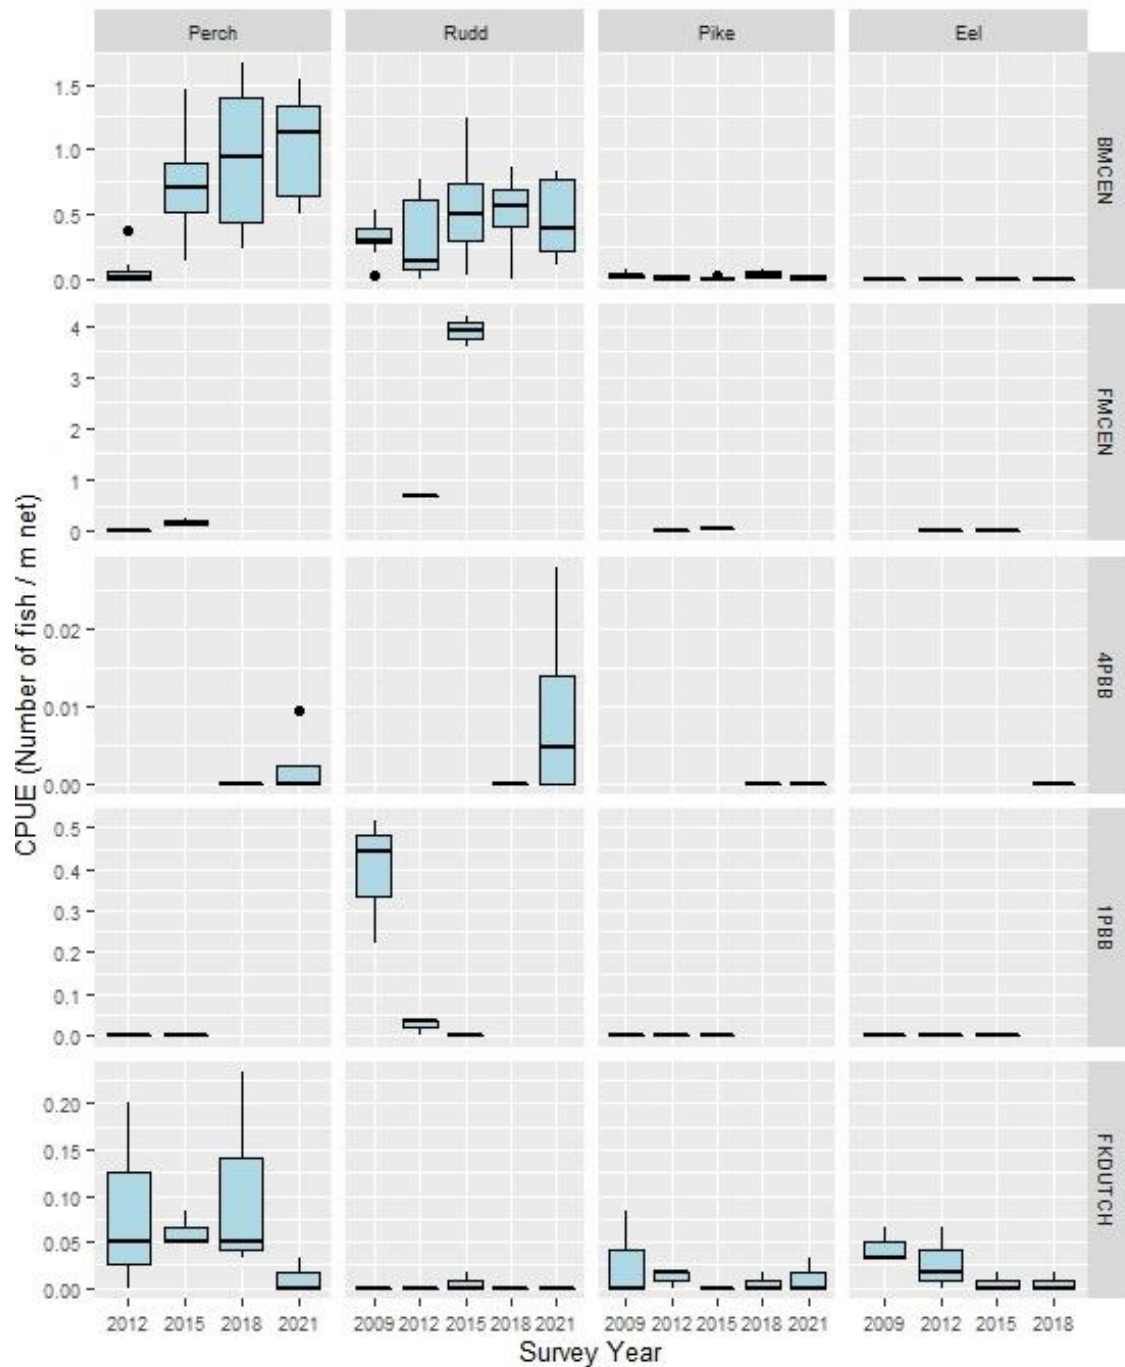 Perch Rudd Pike Eel
1.5
1.0
0.5
0.0
BMCEN
4
3
2
1
0
FMCEN
0.02
0.01
0.00
4PBB
0.5
0.4
0.3
0.2
0.1
0.0
1PBB
0.20
0.15
0.10
0.05
0.00
FKDUTCH
CPUE (Number of fish / m net)
2012 2015 2018 2021 2009 2012 2015 2018 2021 2009 2012 2015 2018 2021 2009 2012 2015 2018
Survey Year